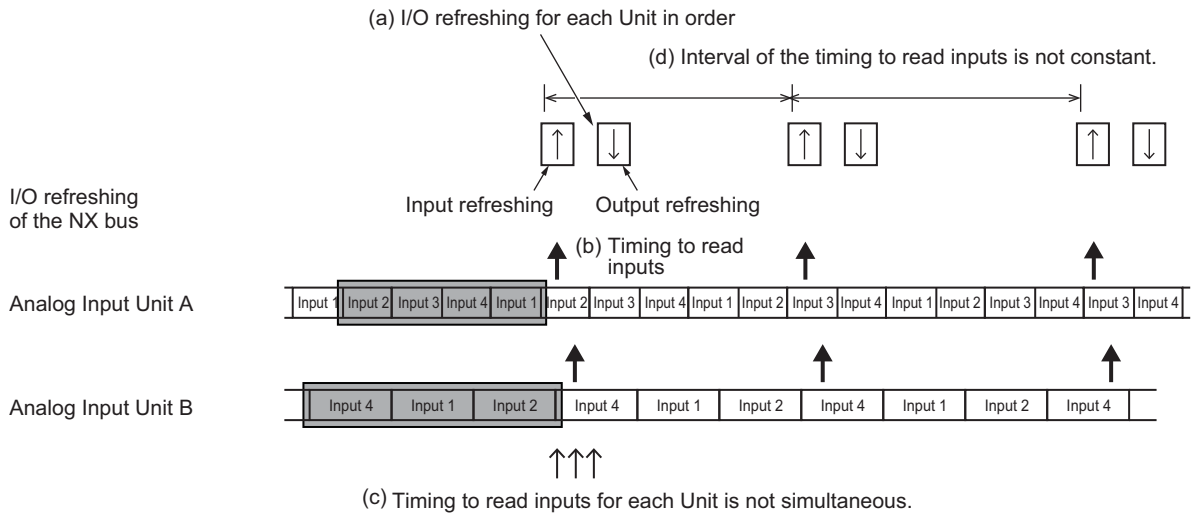 (a) I/O refreshing for each Unit in order
(d) Interval of the timing to read inputs is not constant.
I/O refreshing
of the NX bus
Input refreshing
Output refreshing
(b) Timing to read
inputs
Analog Input Unit A
Input 1 Input 2 Input 3 Input 4 Input 1 Input 2 Input 3 Input 4 Input 1 Input 2 Input 3 Input 4 Input 1 Input 2 Input 3 Input 4 Input 3 Input 4
Analog Input Unit B
Input 4 Input 1 Input 2 Input 4 Input 1 Input 2 Input 4 Input 1 Input 2 Input 4
(c) Timing to read inputs for each Unit is not simultaneous.